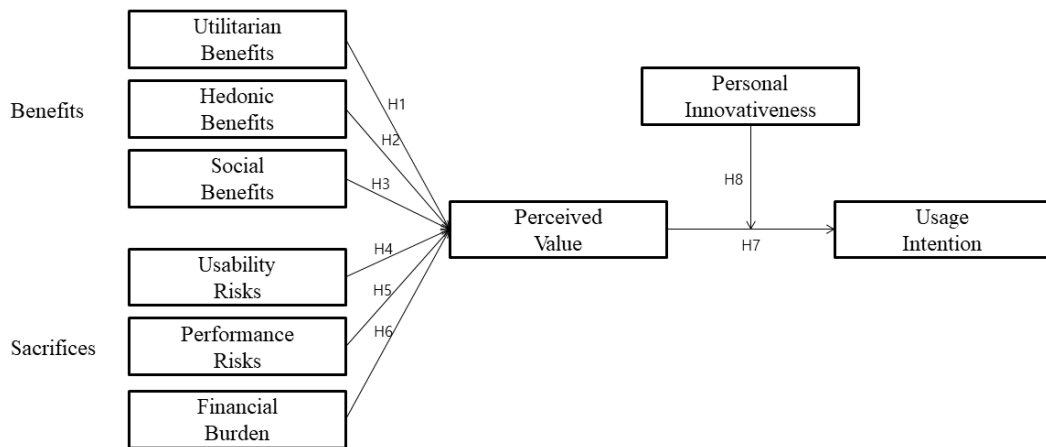 Utilitarian
Benefits
Benefits
Hedonic
Benefits
Social
Benefits
H1
H2
H3
Personal
Innovativeness
H8
Perceived
Value
H7
Usage
Intention
Sacrifices
Usability
Risks
Performance
Risks
Financial
Burden
H4
H5
H6